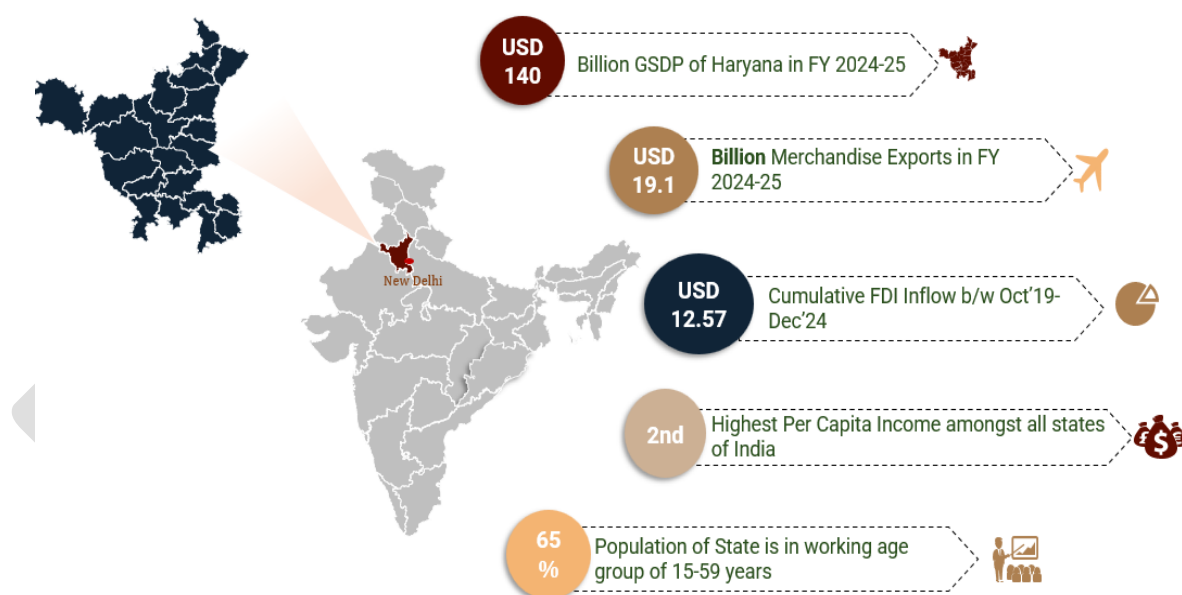 USD
140
Billion GSDP of Haryana in FY 2024-25
USD
19.1
Billion Merchandise Exports in FY
2024-25
New Delhi
USD
12.57
Cumulative FDI Inflow b/w Oct’19-
Dec’24
2nd
Highest Per Capita Income amongst all states
of India
65
%
Population of State is in working age
group of 15-59 years